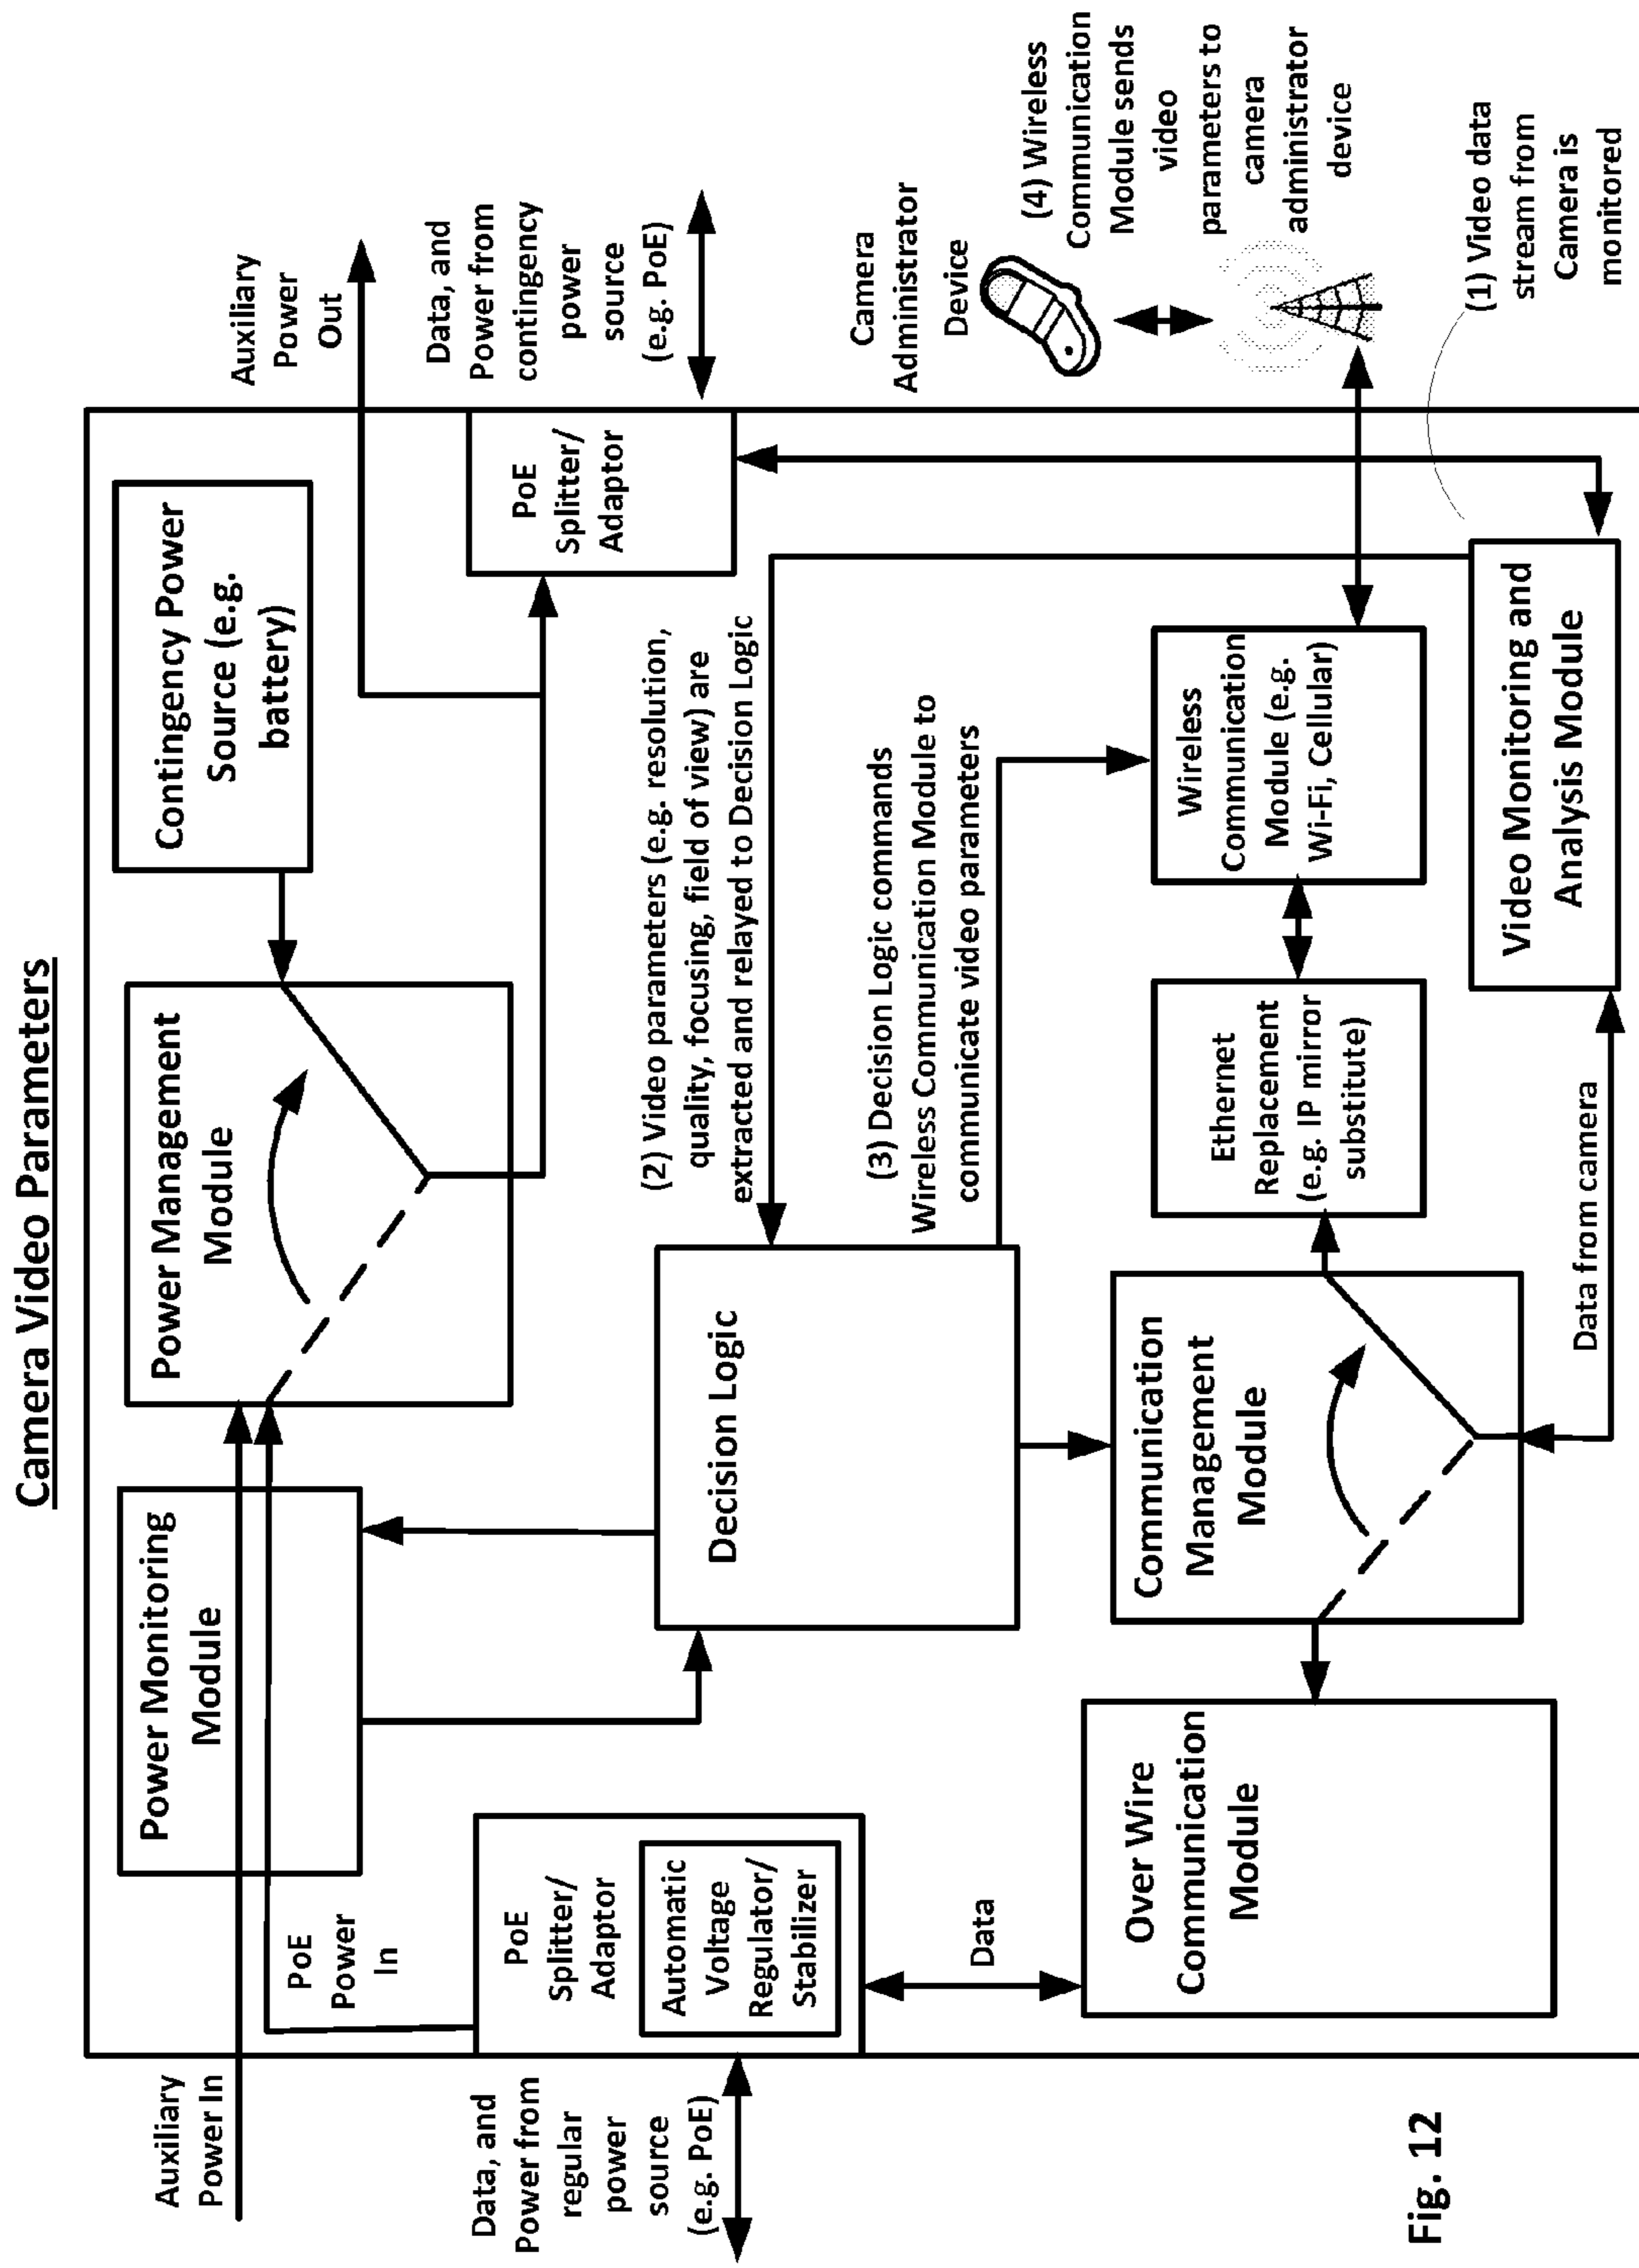 Camera Video Parameters
Auxiliary
Power In
Power Monitoring
Module
Power Management
Module
Contingency Power
Source (e.g.
battery)
Auxiliary
Power
Out
PoE
Power
In
Data, and
Power from
regular
power
source
(e.g. PoE)
PoE
Splitter/
Adaptor
Automatic
Voltage
Regulator/
Stabilizer
PoE
Splitter/
Adaptor
Data, and
Power from
contingency
power
source
(e.g. PoE)
(2) Video parameters (e.g. resolution,
quality, focusing, field of view) are
extracted and relayed to Decision Logic
Decision Logic
(3) Decision Logic commands
Wireless Communication Module to
communicate video parameters
Camera
Administrator
Device
(4) Wireless
Communication
Module sends
video
parameters to
camera
administrator
device
Data
Over Wire
Communication
Module
Communication
Management
Module
Ethernet
Replacement
(e.g. IP mirror
substitute)
Wireless
Communication
Module (e.g.
Wi-Fi, Cellular)
(1) Video data
stream from
Camera is
monitored
Data from camera
Video Monitoring and
Analysis Module
Fig. 12